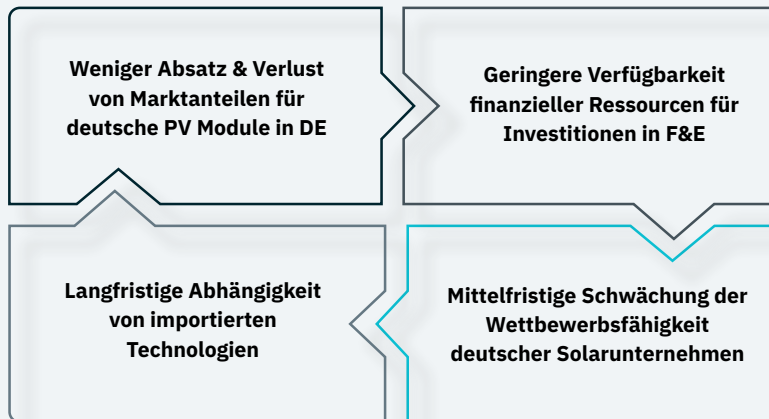 Weniger Absatz & Verlust
von Marktanteilen für
deutsche PV Module in DE
Geringere Verfügbarkeit
finanzieller Ressourcen für
Investitionen in F&E
Langfristige Abhängigkeit
von importierten
Technologien
Mittelfristige Schwächung der
Wettbewerbsfähigkeit
deutscher Solarunternehmen